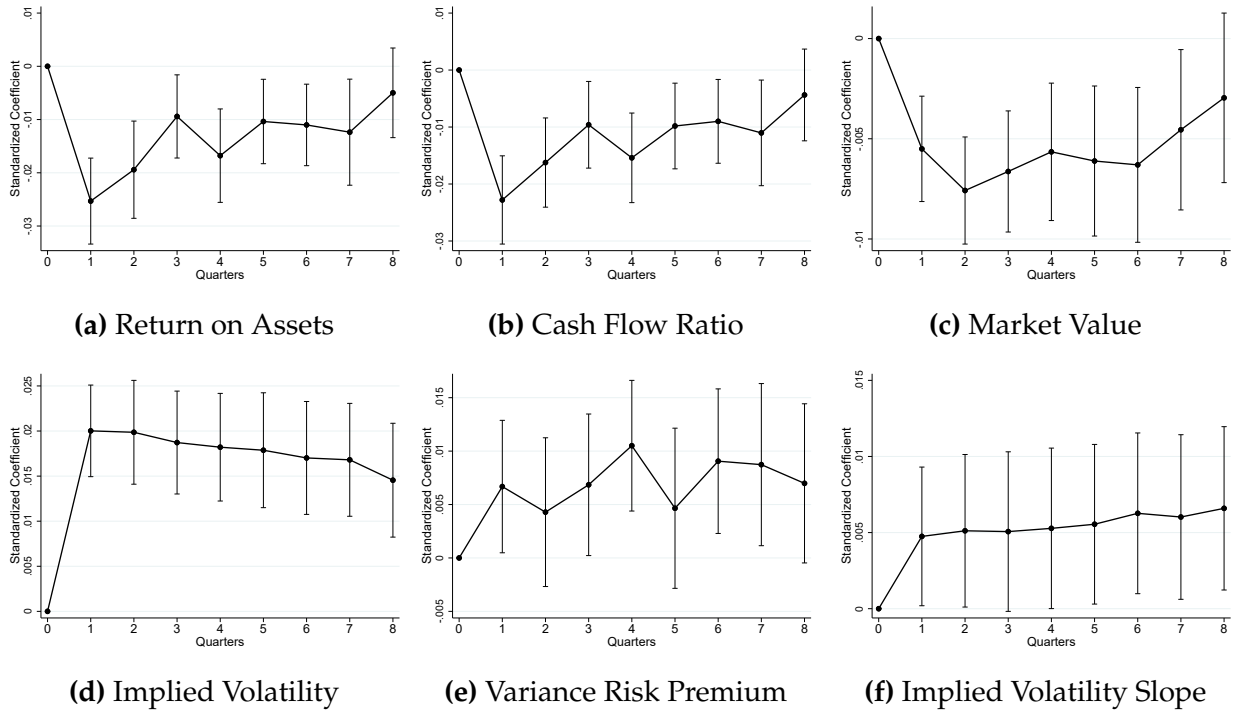 Standardized Coefficient
.01
0
-.01
-.02
-.03
0 1 2 3 4 5 6 7 8
Quarters
(a) Return on Assets
Standardized Coefficient
.01
0
-.01
-.02
-.03
0 1 2 3 4 5 6 7 8
Quarters
(b) Cash Flow Ratio
Standardized Coefficient
0
-.005
-.01
0 1 2 3 4 5 6 7 8
Quarters
(c) Market Value
Standardized Coefficient
.025
.02
.015
.01
.005
0
0 1 2 3 4 5 6 7 8
Quarters
(d) Implied Volatility
Standardized Coefficient
.015
.01
.005
0
-.005
0 1 2 3 4 5 6 7 8
Quarters
(e) Variance Risk Premium
Standardized Coefficient
.015
.01
.005
0
0 1 2 3 4 5 6 7 8
Quarters
(f) Implied Volatility Slope